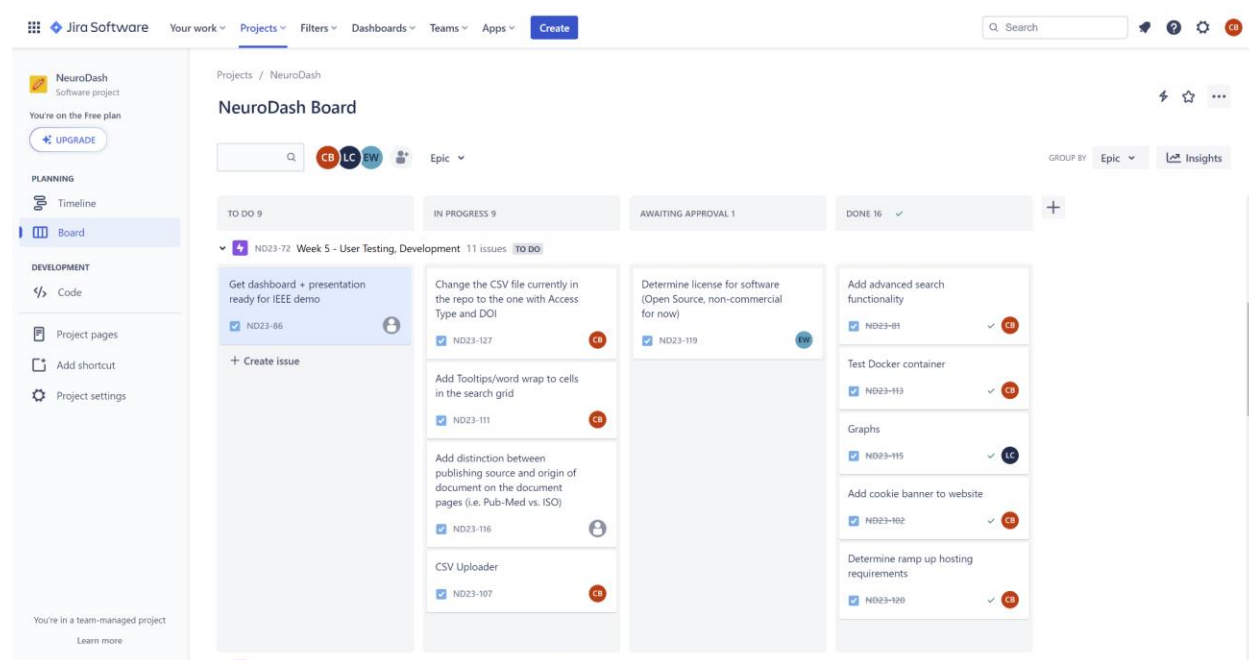 Jira Software
Your work Projects Filters Dashboards Teams Apps Create
Search
CB
NeuroDash
Software project
You're on the Free plan
UPGRADE
PLANNING
Timeline
Board
DEVELOPMENT
Code
Project pages
Add shortcut
Project settings
You're in a team-managed project
Learn more
Projects / NeuroDash
NeuroDash Board
CB LC EW Epic
GROUP BY Epic Insights
TO DO 9
IN PROGRESS 9
AWAITING APPROVAL 1
DONE 16
ND23-72 Week 5 - User Testing, Development 11 issues TO DO
Get dashboard + presentation
ready for IEEE demo
ND23-86
Create issue
Change the CSV file currently in
the repo to the one with Access
Type and DOI
ND23-127 CB
Add Tooltips/word wrap to cells
in the search grid
ND23-111 CB
Add distinction between
publishing source and origin of
document on the document
pages (i.e. Pub-Med vs. ISO)
ND23-116
CSV Uploader
ND23-107 CB
Determine license for software
(Open Source, non-commercial
for now)
ND23-119 EW
Add advanced search
functionality
ND23-81 CB
Test Docker container
ND23-113 CB
Graphs
ND23-115 LC
Add cookie banner to website
ND23-102 CB
Determine ramp up hosting
requirements
ND23-120 CB